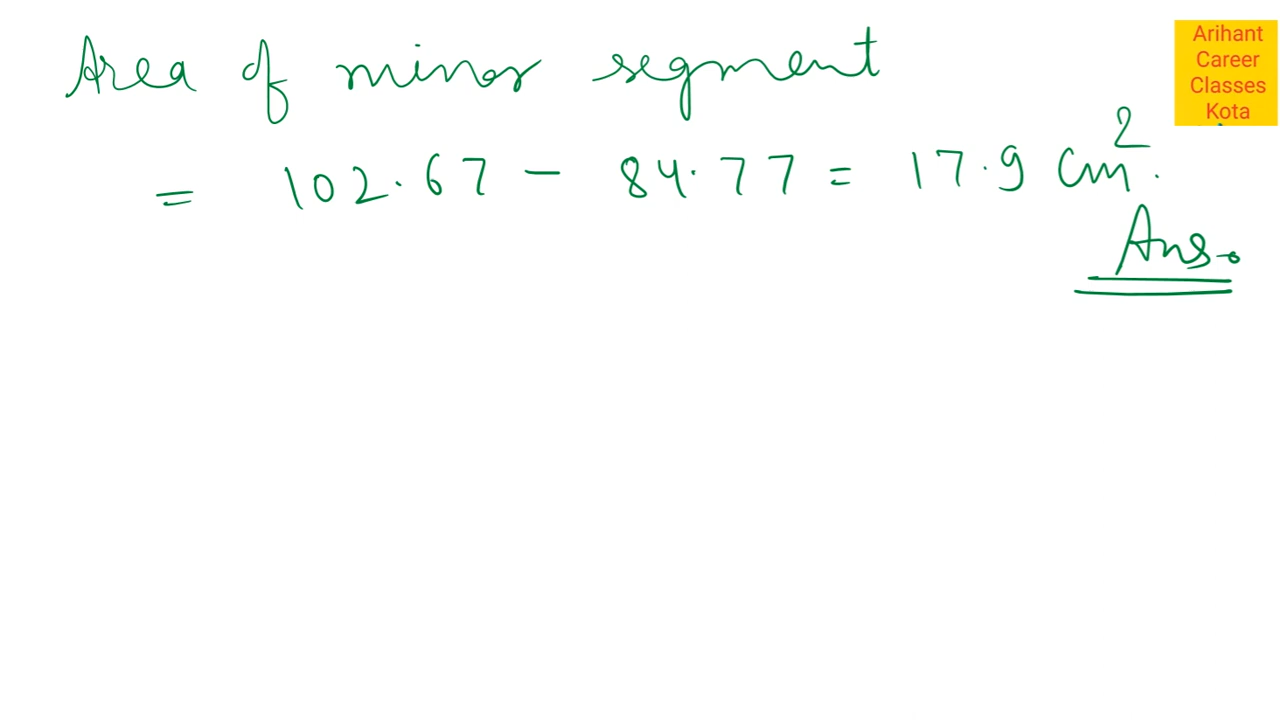 Area of minor segment
= 102.67 - 84.77 = 17.9 cm².
Ans.
Arihant
Career
Classes
Kota